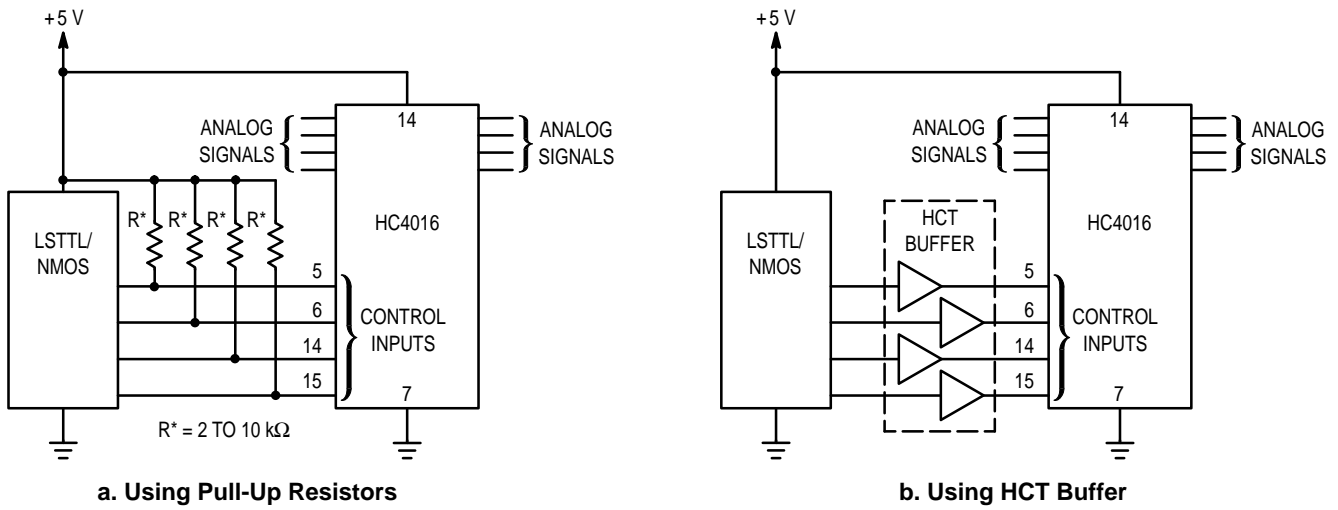 +5 V
14
ANALOG
SIGNALS
ANALOG
SIGNALS
R* R* R* R*
HC4016
LSTTL/
NMOS
5
6
14
15
CONTROL
INPUTS
7
R* = 2 TO 10 kΩ
a. Using Pull-Up Resistors
+5 V
14
ANALOG
SIGNALS
ANALOG
SIGNALS
HCT
BUFFER
HC4016
LSTTL/
NMOS
5
6
14
15
CONTROL
INPUTS
7
b. Using HCT Buffer